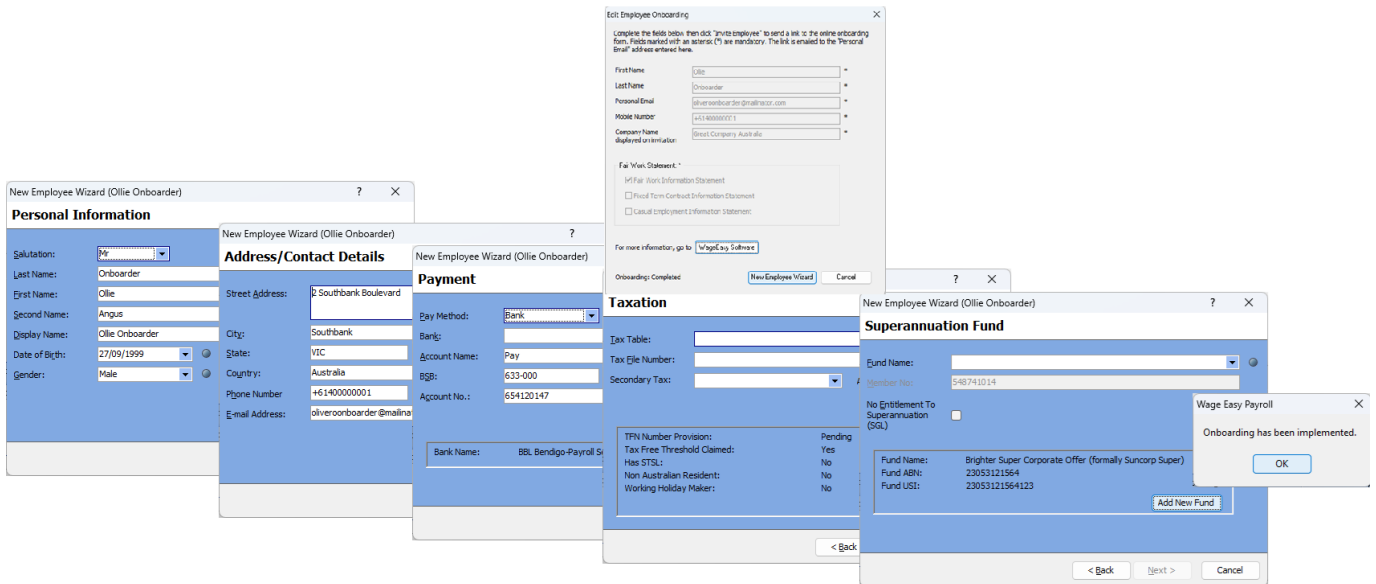 Edit Employee Onboarding
Complete the fields below then click "Invite Employee" to send a link to the online onboarding
form. Fields marked with an asterisk (*) are mandatory. The link is emailed to the "Personal
Email" address entered here.
First Name Ollie *
Last Name Onboarder *
Personal Email oliveronboarder@mailinator.com *
Mobile Number +61400000001 *
Company Name
displayed on invitation Great Company Australia *
Fair Work Statement: *
Fair Work Information Statement
Fixed Term Contract Information Statement
Casual Employment Information Statement
For more information, go to WageEasy Software
Onboarding: Completed New Employee Wizard Cancel
New Employee Wizard (Ollie Onboarder) ?
Personal Information
Salutation: Mr
Last Name: Onboarder
First Name: Ollie
Second Name: Angus
Display Name: Ollie Onboarder
Date of Birth: 27/09/1999
Gender: Male
New Employee Wizard (Ollie Onboarder) ?
Address/Contact Details
Street Address: 2 Southbank Boulevard
City: Southbank
State: VIC
Country: Australia
Phone Number +61400000001
E-mail Address: oliveroonboarder@mailina
New Employee Wizard (Ollie Onboarder)
Payment
Pay Method: Bank
Bank:
Account Name: Pay
BSB: 633-000
Account No.: 654120147
Bank Name: BBL Bendigo-Payroll S
?
Taxation
Tax Table:
Tax File Number:
Secondary Tax:
TFN Number Provision: Pending
Tax Free Threshold Claimed: Yes
Has STSL: No
Non Australian Resident: No
Working Holiday Maker: No
< Back
New Employee Wizard (Ollie Onboarder) ?
Superannuation Fund
Fund Name:
Member No.: 548741014
No Entitlement To
Superannuation
(SGL)
Fund Name: Brighter Super Corporate Offer (formally Suncorp Super)
Fund ABN: 23053121564
Fund USI: 23053121564123
Add New Fund
< Back Next > Cancel
Wage Easy Payroll
Onboarding has been implemented.
OK